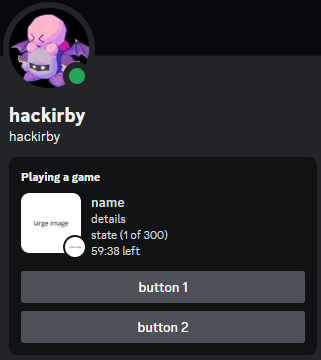 hackirby
hackirby
Playing a game
large image
name
details
state (1 of 300)
59:38 left
button 1
button 2